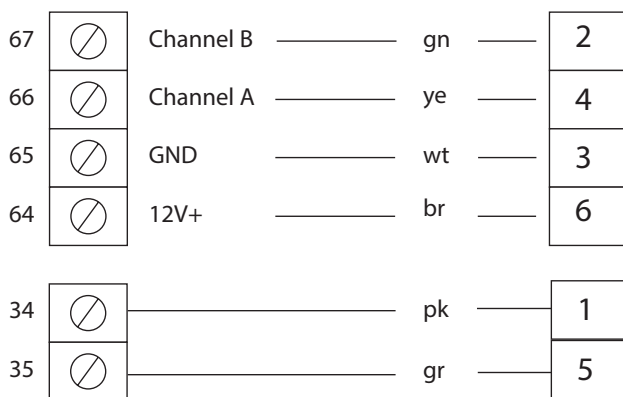 67 Channel B gn 2
66 Channel A ye 4
65 GND wt 3
64 12V+ br 6
34 pk 1
35 gr 5